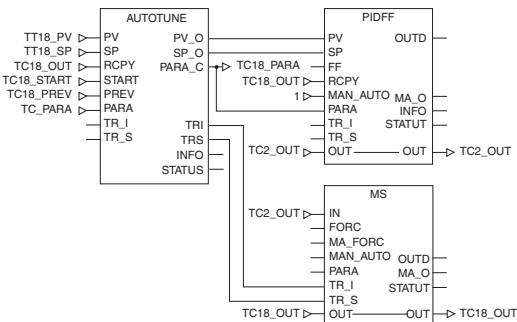 AUTOTUNE
TT18_PV PV PV_O
TT18_SP SP SP_O
TC18_OUT RCPY PARA_C TC18_PARA
TC18_START START
TC18_PREV PREV
TC_PARA PARA
TR_I
TR_S
TRI
TRS
INFO
STATUS
PIDFF
PV OUTD
SP
FF
TC18_OUT RCPY
1 MAN_AUTO MA_O
PARA INFO
TR_I STATUT
TR_S
TC2_OUT OUT OUT TC2_OUT
MS
TC2_OUT IN
FORC
MA_FORC
MAN_AUTO OUTD
PARA MA_O
TR_I STATUT
TR_S
TC18_OUT OUT OUT TC18_OUT